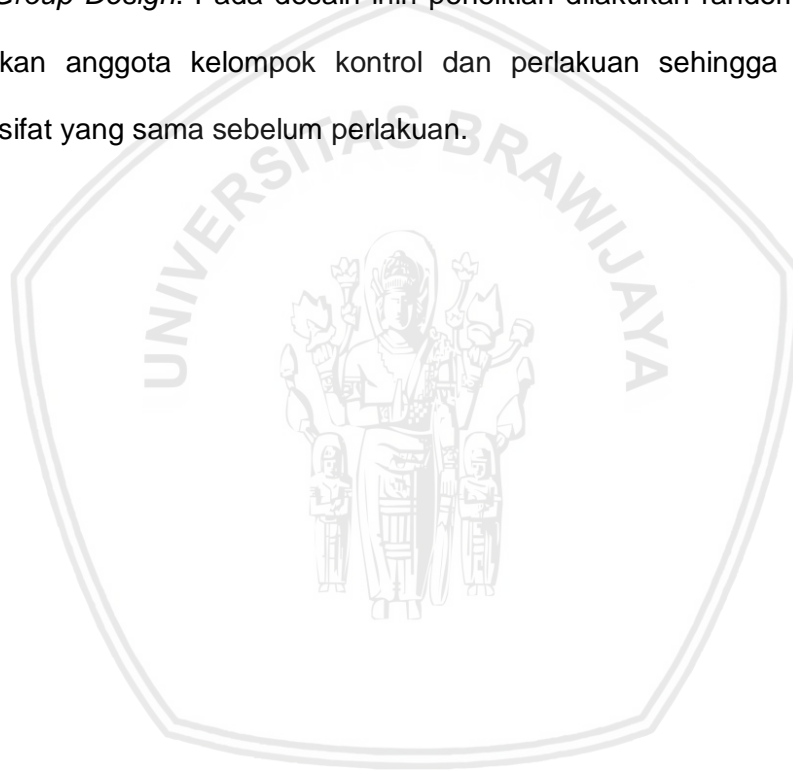 Group Design. Pada desain inin penelitian dilakukan random
kan anggota kelompok kontrol dan perlakuan sehingga
sifat yang sama sebelum perlakuan.
UNIVERSITAS BRAWIJAYA